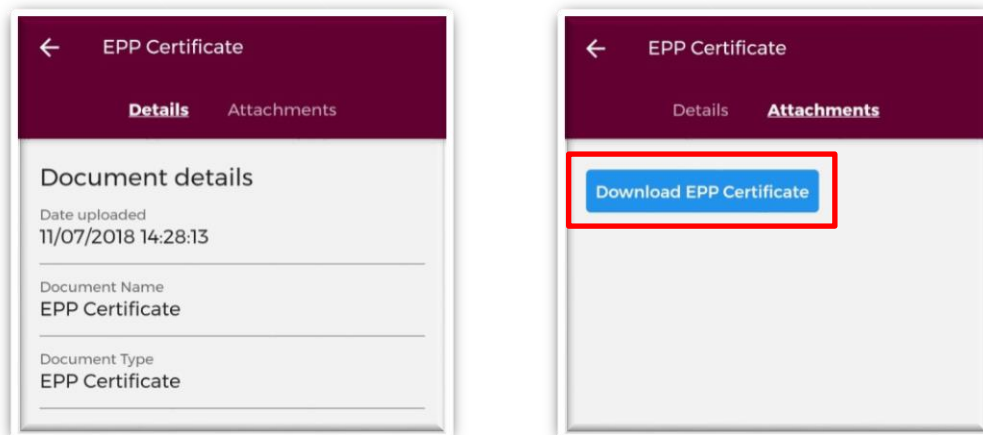 EPP Certificate
Details Attachments
Document details
Date uploaded
11/07/2018 14:28:13
Document Name
EPP Certificate
Document Type
EPP Certificate
EPP Certificate
Details Attachments
Download EPP Certificate